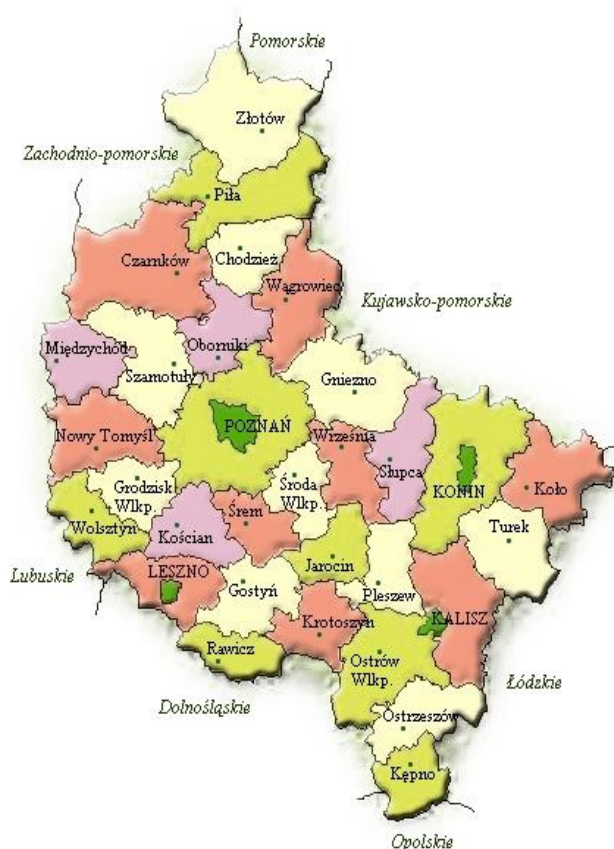 Pomorskie
Złotów
Zachodnio-pomorskie
Piła
Chodzież
Czarnków
Wągrowiec
Kujawsko-pomorskie
Międzychód
Oborniki
Szamotuły
Gniezno
POZNAŃ
Nowy Tomyśl
Września
Słupca
Grodzisk
Wlkp.
Środa
Wlkp.
KONIN
Koło
Wolsztyn
Kościan
Śrem
Turek
Lubuskie
LESZNO
Jarocin
Gostyń
Pleszew
Krotoszyn
KALISZ
Rawicz
Ostrów
Wlkp.
Łódzkie
Dolnośląskie
Ostrzeszów
Kępno
Opolskie